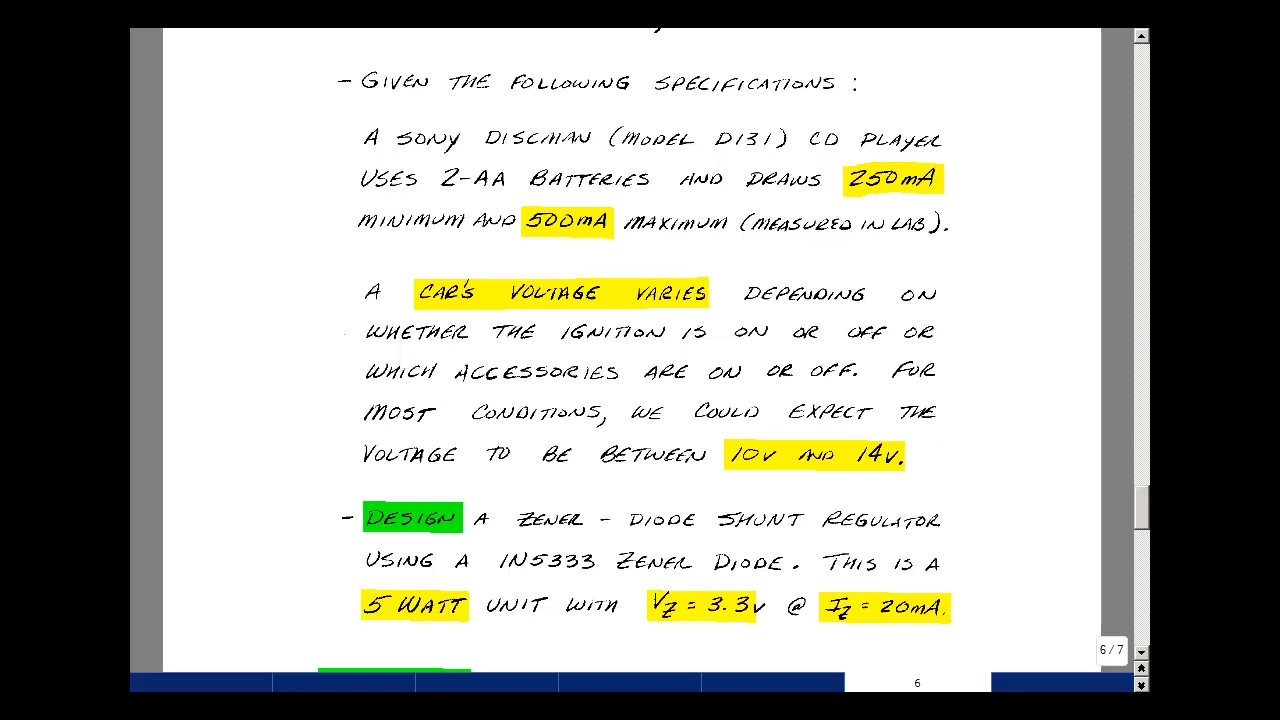 - GIVEN THE FOLLOWING SPECIFICATIONS :
A SONY DISCMAN (MODEL D131) CD PLAYER
USES 2-AA BATTERIES AND DRAWS 250mA
MINIMUM AND 500mA MAXIMUM (MEASURED IN LAB).
A CAR'S VOLTAGE VARIES DEPENDING ON
WHETHER THE IGNITION IS ON OR OFF OR
WHICH ACCESSORIES ARE ON OR OFF. FOR
MOST CONDITIONS, WE COULD EXPECT THE
VOLTAGE TO BE BETWEEN 10V AND 14V.
- DESIGN A ZENER - DIODE SHUNT REGULATOR
USING A 1N5333 ZENER DIODE. THIS IS A
5 WATT UNIT WITH VZ = 3.3V @ IZ = 20mA.
6 / 7
6